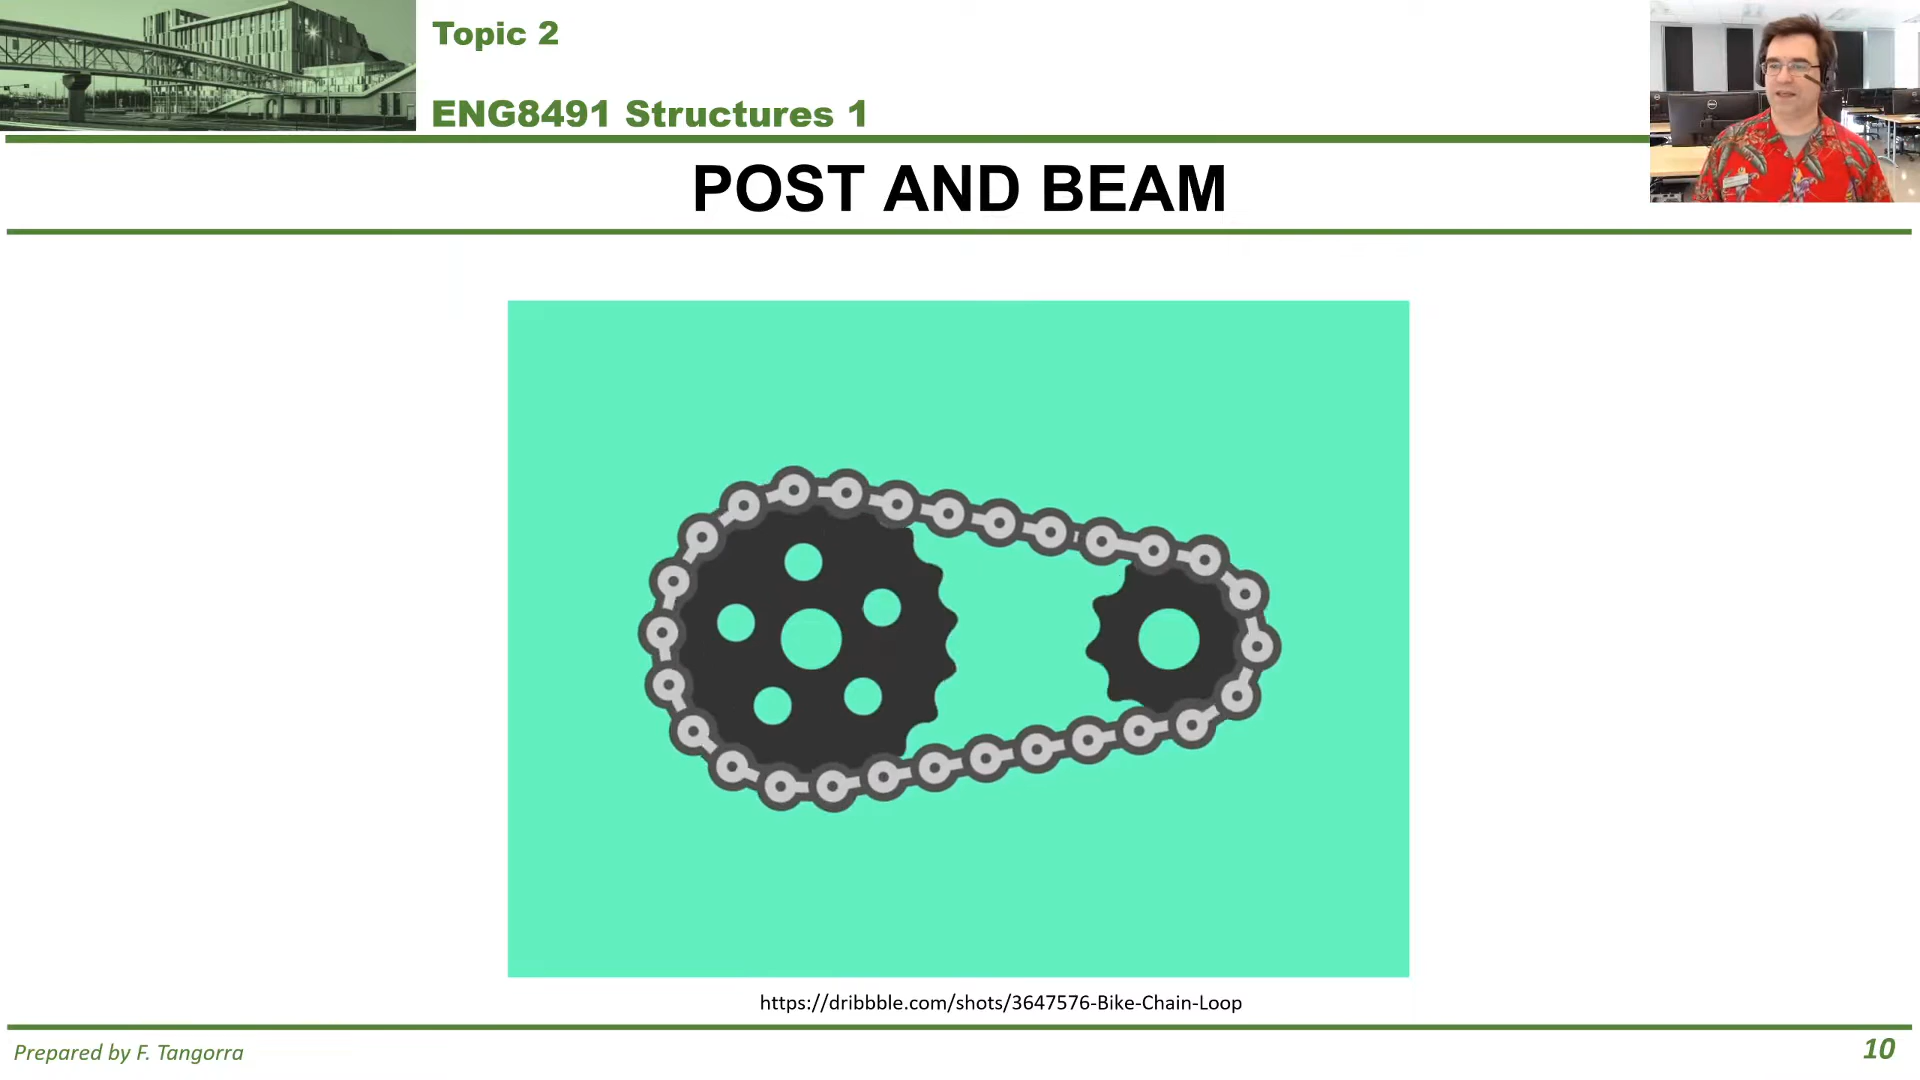 Topic 2
ENG8491 Structures 1
POST AND BEAM
https://dribbble.com/shots/3647576-Bike-Chain-Loop
Prepared by F. Tangorra
10